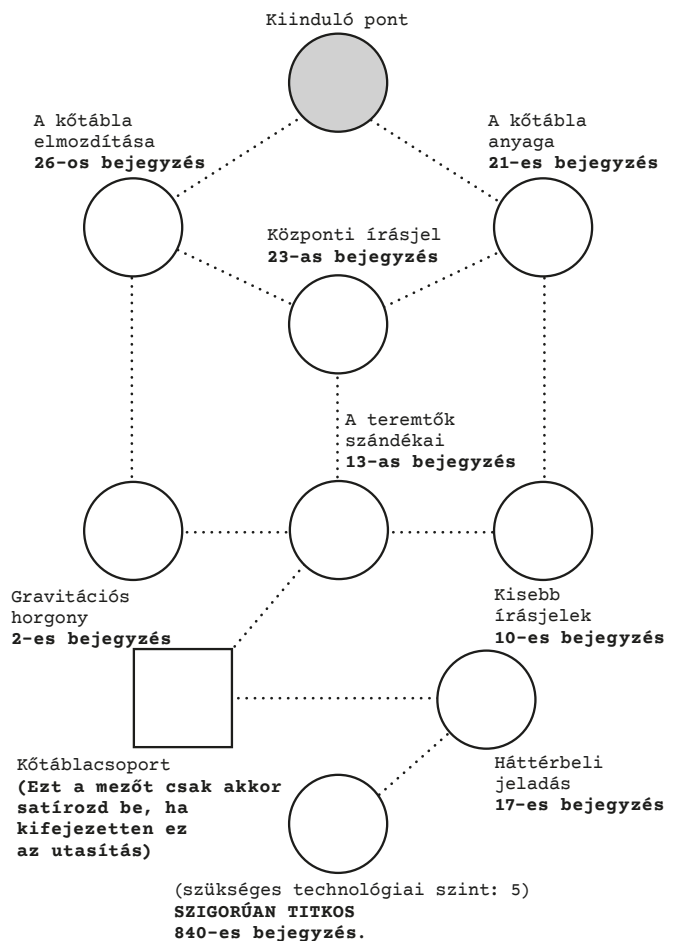 Kiinduló pont
A kőtábla
elmozdítása
26-os bejegyzés
A kőtábla
anyaga
21-es bejegyzés
Központi írásjel
23-as bejegyzés
A teremtők
szándékai
13-as bejegyzés
Gravitációs
horgony
2-es bejegyzés
Kisebb
írásjelek
10-es bejegyzés
Kőtáblacsoport
(Ezt a mezőt csak akkor
satírozd be, ha
kifejezetten ez
az utasítás)
Háttérbeli
jeladás
17-es bejegyzés
(szükséges technológiai szint: 5)
SZIGORÚAN TITKOS
840-es bejegyzés.